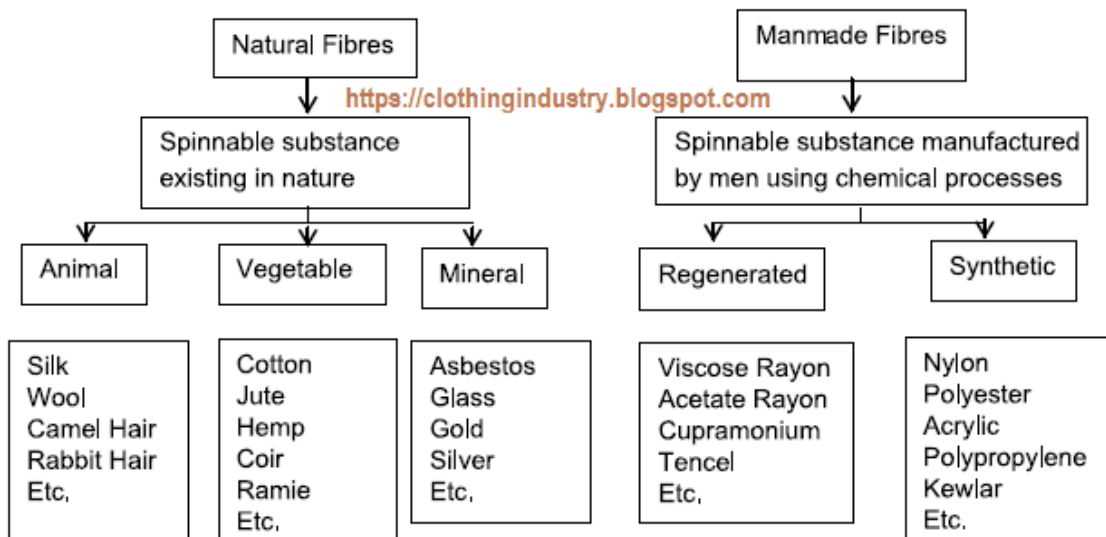 Natural Fibres
Manmade Fibres
https://clothingindustry.blogspot.com
Spinnable substance
existing in nature
Spinnable substance manufactured
by men using chemical processes
Animal
Vegetable
Mineral
Regenerated
Synthetic
Silk
Wool
Camel Hair
Rabbit Hair
Etc.
Cotton
Jute
Hemp
Coir
Ramie
Etc.
Asbestos
Glass
Gold
Silver
Etc.
Viscose Rayon
Acetate Rayon
Cupramonium
Tencel
Etc.
Nylon
Polyester
Acrylic
Polypropylene
Kewlar
Etc.